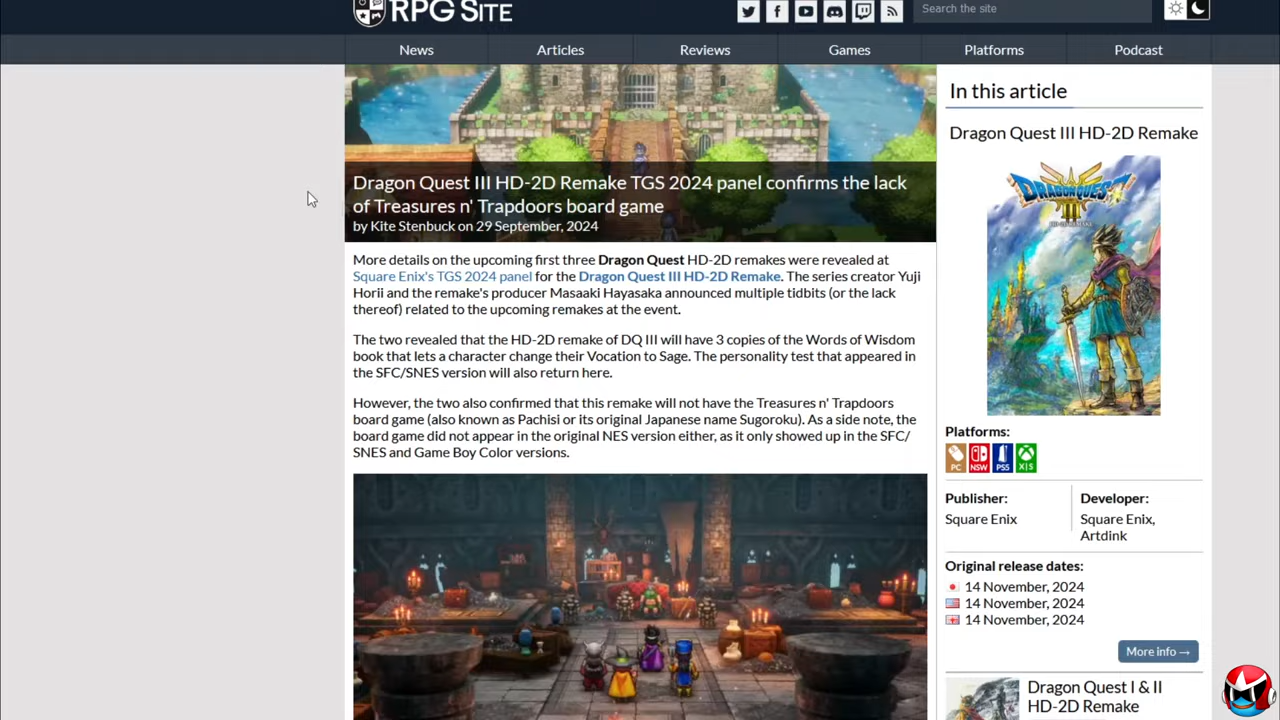 RPG SITE
Search the site
News
Articles
Reviews
Games
Platforms
Podcast
Dragon Quest III HD-2D Remake TGS 2024 panel confirms the lack
of Treasures n' Trapdoors board game
by Kite Stenbuck on 29 September, 2024
More details on the upcoming first three Dragon Quest HD-2D remakes were revealed at
Square Enix's TGS 2024 panel for the Dragon Quest III HD-2D Remake. The series creator Yuji
Horii and the remake's producer Masaaki Hayasaka announced multiple tidbits (or the lack
thereof) related to the upcoming remakes at the event.
The two revealed that the HD-2D remake of DQ III will have 3 copies of the Words of Wisdom
book that lets a character change their Vocation to Sage. The personality test that appeared in
the SFC/SNES version will also return here.
However, the two also confirmed that this remake will not have the Treasures n' Trapdoors
board game (also known as Pachisi or its original Japanese name Sugoroku). As a side note, the
board game did not appear in the original NES version either, as it only showed up in the SFC/
SNES and Game Boy Color versions.
In this article
Dragon Quest III HD-2D Remake
DRAGON QUEST
III
HD-2D REMAKE
Platforms:
PC
NSW
PS5
X|S
Publisher:
Square Enix
Developer:
Square Enix,
Artdink
Original release dates:
14 November, 2024
14 November, 2024
14 November, 2024
More info →
Dragon Quest I & II
HD-2D Remake